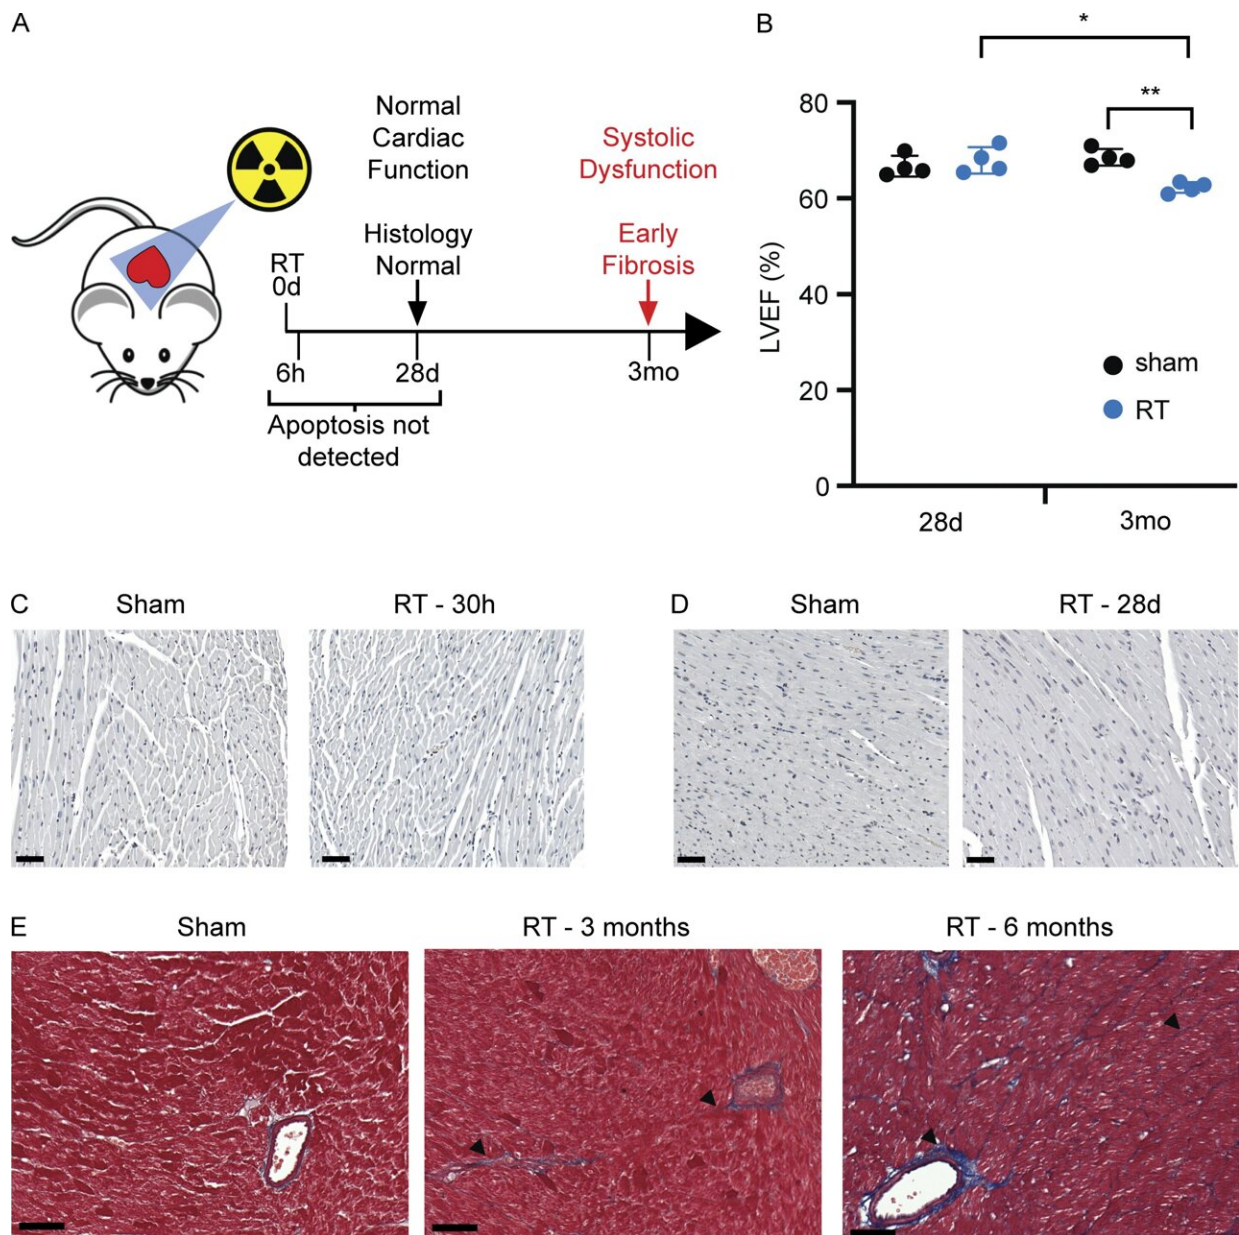 A
Normal
Cardiac
Function
Systolic
Dysfunction
Histology
Normal
Early
Fibrosis
RT
0d
6h
28d
3mo
Apoptosis not
detected
B
*
**
80
60
40
20
0
LVEF (%)
sham
RT
28d
3mo
C
Sham
RT - 30h
D
Sham
RT - 28d
E
Sham
RT - 3 months
RT - 6 months